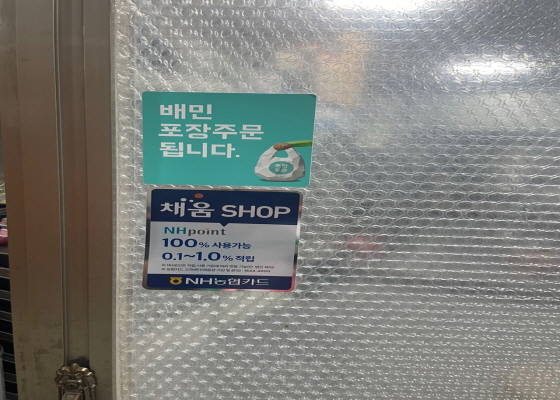 배민
포장주문
됩니다.
채움 SHOP
NHpoint
100% 사용가능
0.1~1.0% 적립
NH농협카드